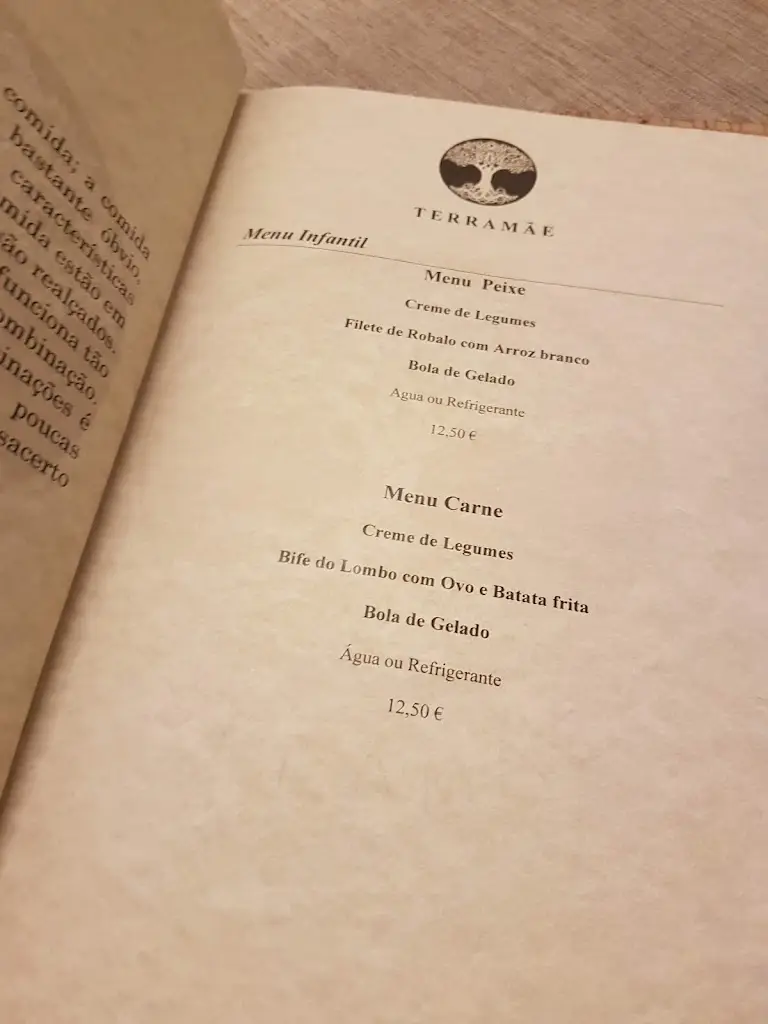 comida; a comida
bastante óbvio,
características
mida estão em
ão realçados.
funciona tão
ombinação.
inações é
poucas
sacerto
TERRAMÃE
Menu Infantil
Menu Peixe
Creme de Legumes
Filete de Robalo com Arroz branco
Bola de Gelado
Agua ou Refrigerante
12,50 €
Menu Carne
Creme de Legumes
Bife do Lombo com Ovo e Batata frita
Bola de Gelado
Água ou Refrigerante
12,50 €